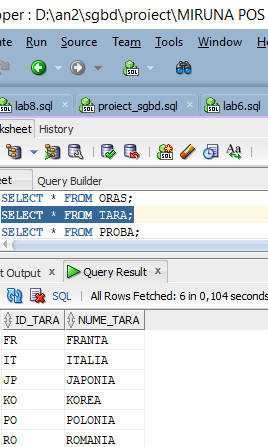 oper : D:\an2\sgbd\proiect\MIRUNA POS
ate Run Source Team Tools Window H
lab8.sql proiect_sgbd.sql lab6.sql
ksheet History
eet Query Builder
SELECT * FROM ORAS;
SELECT * FROM TARA;
SELECT * FROM PROBA;
t Output Query Result
SQL All Rows Fetched: 6 in 0,104 seconds
ID_TARA NUME_TARA
FR FRANTA
IT ITALIA
JP JAPONIA
KO KOREA
PO POLONIA
RO ROMANIA